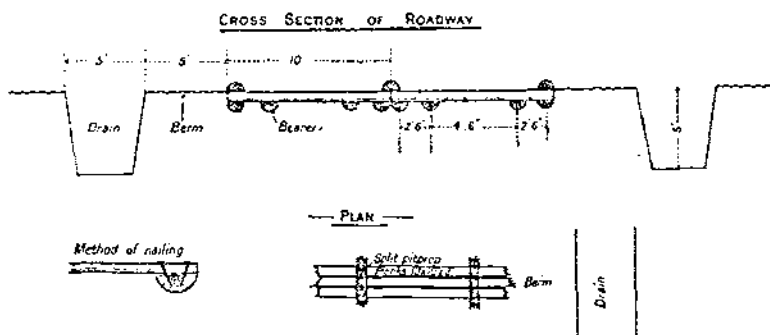 CROSS SECTION OF ROADWAY
5' 5' 10'
Drain Berm Bearers 2'6" 4'6" 2'6" 5'
PLAN
Method of nailing
Split pitprop
Berm
Drain